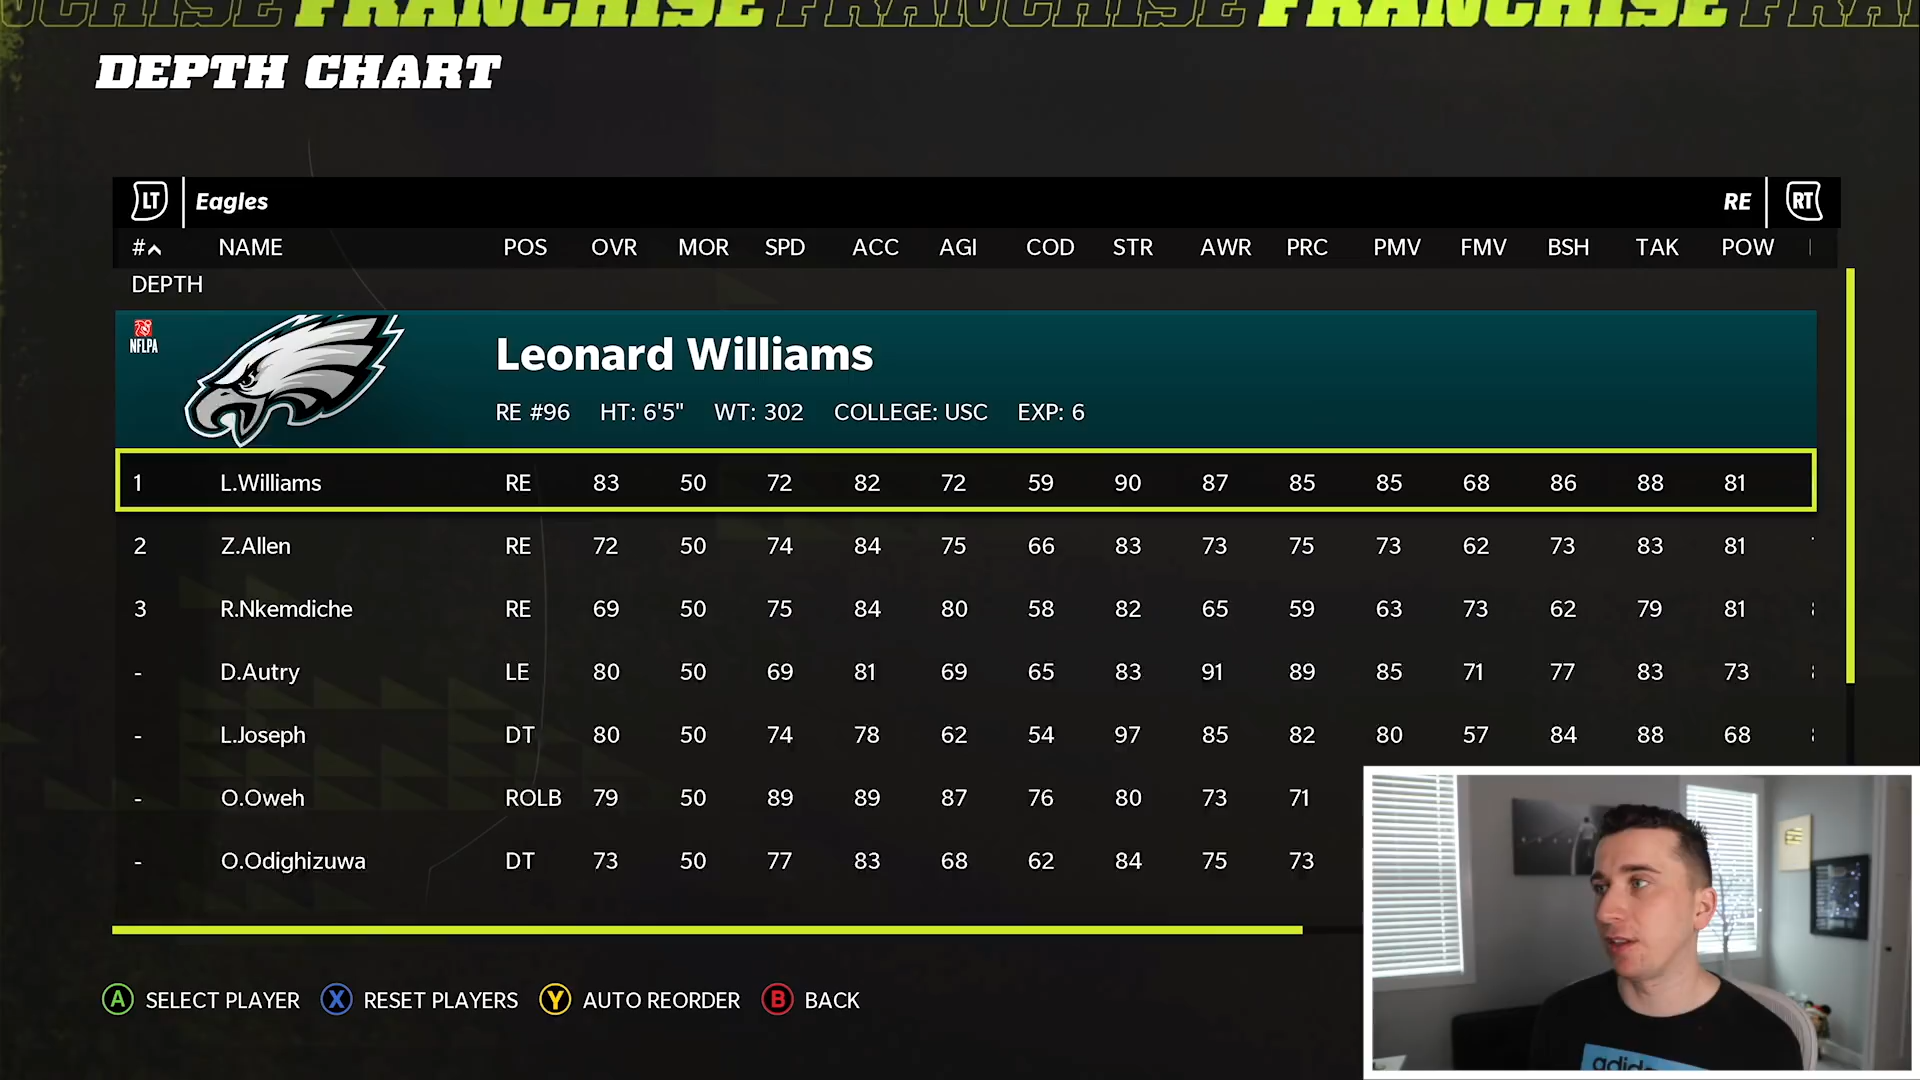 FRANCHISE FRANCHISE FRANCHISE FRANCHISE
DEPTH CHART
LT Eagles RE RT
# NAME POS OVR MOR SPD ACC AGI COD STR AWR PRC PMV FMV BSH TAK POW
DEPTH
NFLPA
Leonard Williams
RE #96 HT: 6'5" WT: 302 COLLEGE: USC EXP: 6
1 L.Williams RE 83 50 72 82 72 59 90 87 85 85 68 86 88 81
2 Z.Allen RE 72 50 74 84 75 66 83 73 75 73 62 73 83 81
3 R.Nkemdiche RE 69 50 75 84 80 58 82 65 59 63 73 62 79 81
- D.Autry LE 80 50 69 81 69 65 83 91 89 85 71 77 83 73
- L.Joseph DT 80 50 74 78 62 54 97 85 82 80 57 84 88 68
- O.Oweh ROLB 79 50 89 89 87 76 80 73 71
- O.Odighizuwa DT 73 50 77 83 68 62 84 75 73
A SELECT PLAYER X RESET PLAYERS Y AUTO REORDER B BACK